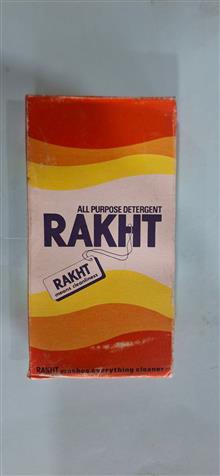 ALL PURPOSE DETERGENT
RAKHT
RAKHT
means cleanliness
RAKHT washes everything cleaner